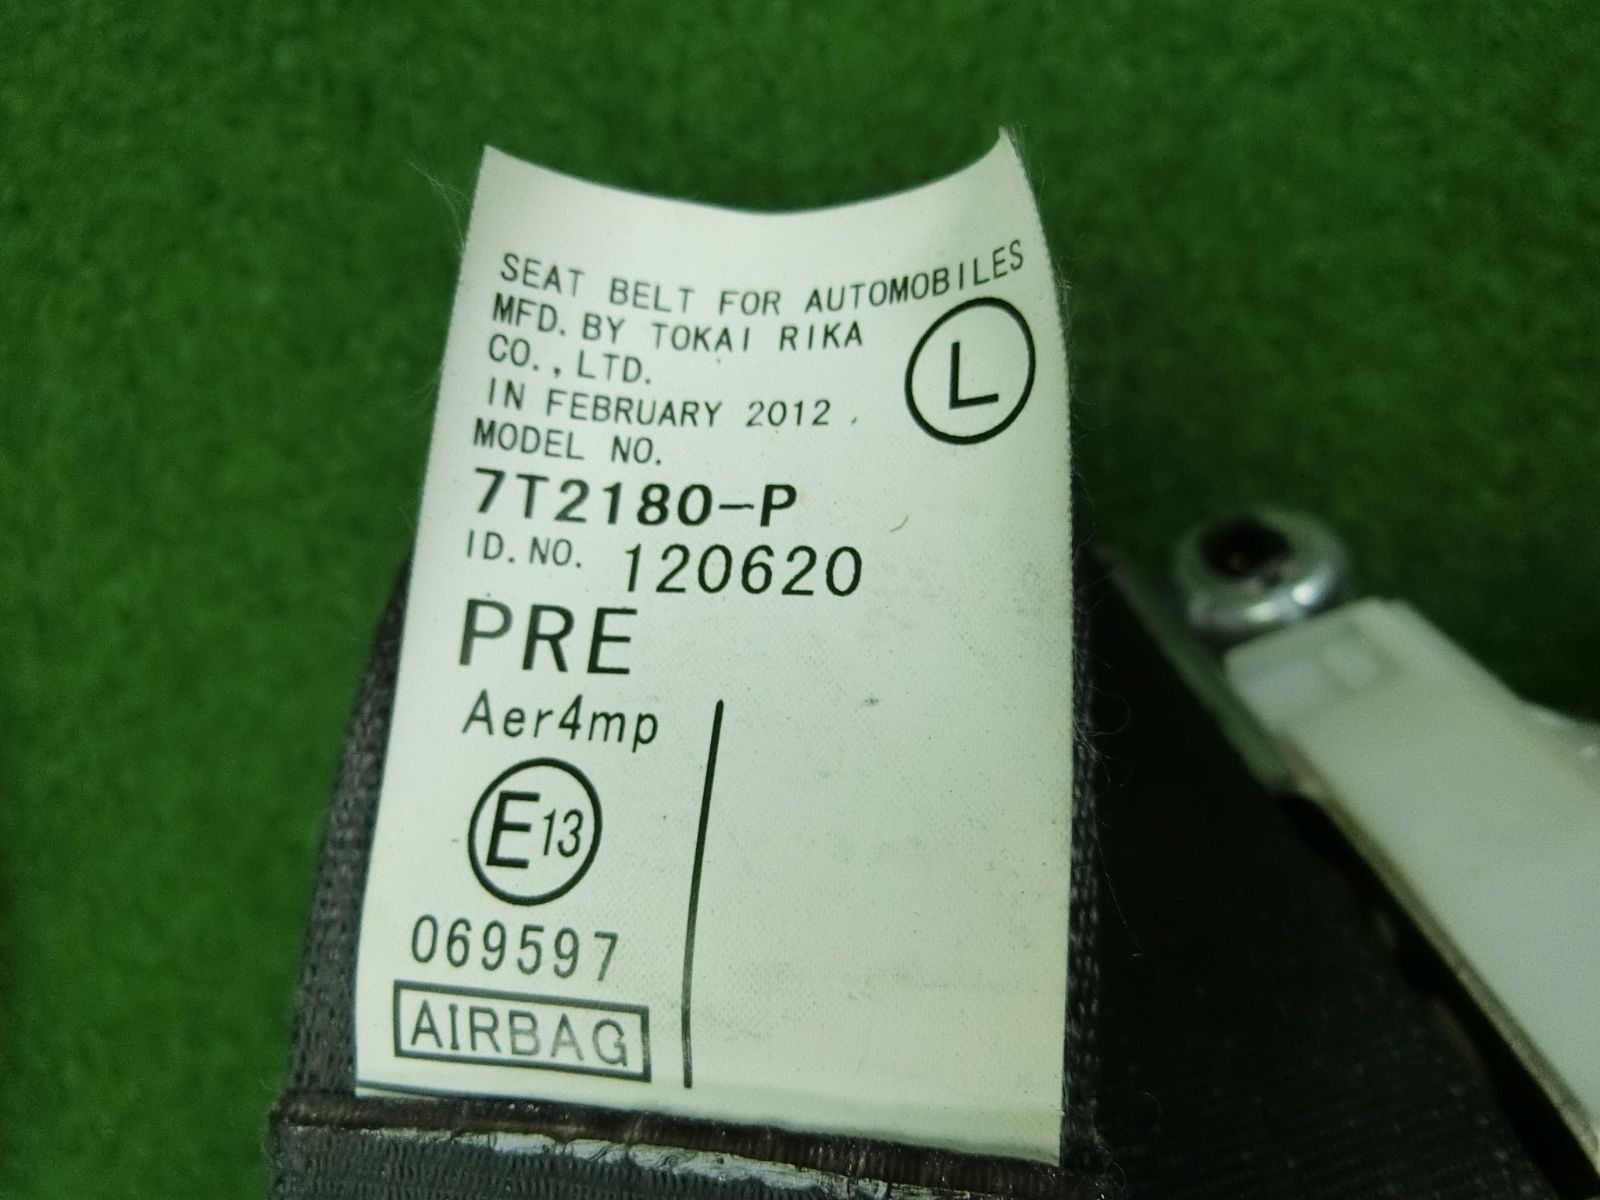 SEAT BELT FOR AUTOMOBILES
MFD. BY TOKAI RIKA
CO., LTD.
L
IN FEBRUARY 2012.
MODEL NO.
7T2180-P
ID. NO. 120620
PRE
Aer4mp
E13
069597
AIRBAG